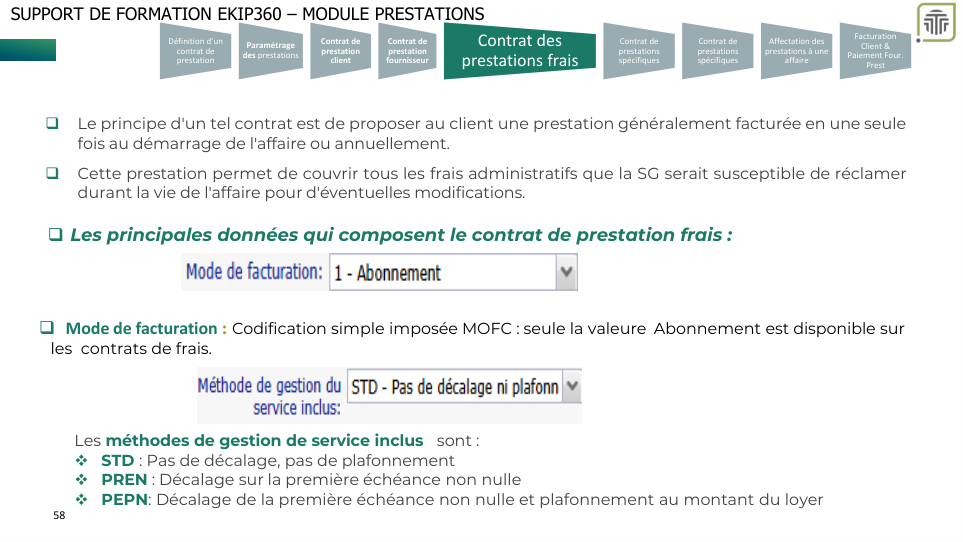 SUPPORT DE FORMATION EKIP360 – MODULE PRESTATIONS
Définition d'un
contrat de
prestation
Paramétrage
des prestations
Contrat de
prestation
client
Contrat de
prestation
fournisseur
Contrat des
prestations frais
Contrat de
prestations
spécifiques
Contrat de
prestations
spécifiques
Affectation des
prestations à une
affaire
Facturation
Client &
Paiement Four.
Prest
Le principe d'un tel contrat est de proposer au client une prestation généralement facturée en une seule
fois au démarrage de l'affaire ou annuellement.
Cette prestation permet de couvrir tous les frais administratifs que la SG serait susceptible de réclamer
durant la vie de l'affaire pour d'éventuelles modifications.
Les principales données qui composent le contrat de prestation frais :
Mode de facturation: 1 - Abonnement
Mode de facturation : Codification simple imposée MOFC : seule la valeure Abonnement est disponible sur
les contrats de frais.
Méthode de gestion du STD - Pas de décalage ni plafonn
service inclus:
Les méthodes de gestion de service inclus sont :
STD : Pas de décalage, pas de plafonnement
PREN : Décalage sur la première échéance non nulle
PEPN: Décalage de la première échéance non nulle et plafonnement au montant du loyer
58